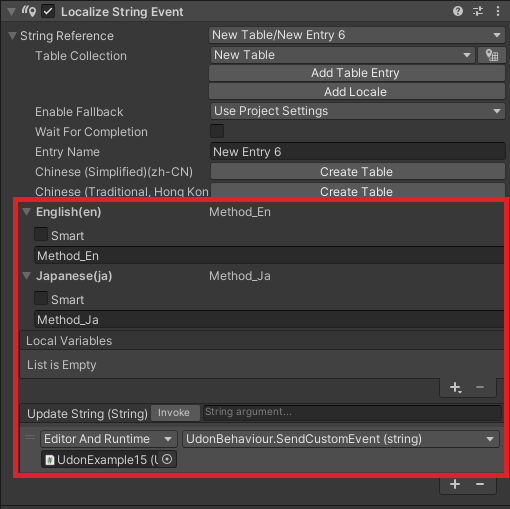 Localize String Event
String Reference New Table/New Entry 6
Table Collection New Table
Add Table Entry
Add Locale
Enable Fallback Use Project Settings
Wait For Completion
Entry Name New Entry 6
Chinese (Simplified)(zh-CN) Create Table
Chinese (Traditional, Hong Kon Create Table
English(en) Method_En
Smart
Method_En
Japanese(ja) Method_Ja
Smart
Method_Ja
Local Variables
List is Empty
+ −
Update String (String) Invoke String argument...
Editor And Runtime UdonBehaviour.SendCustomEvent (string)
UdonExample15 (U
+ −